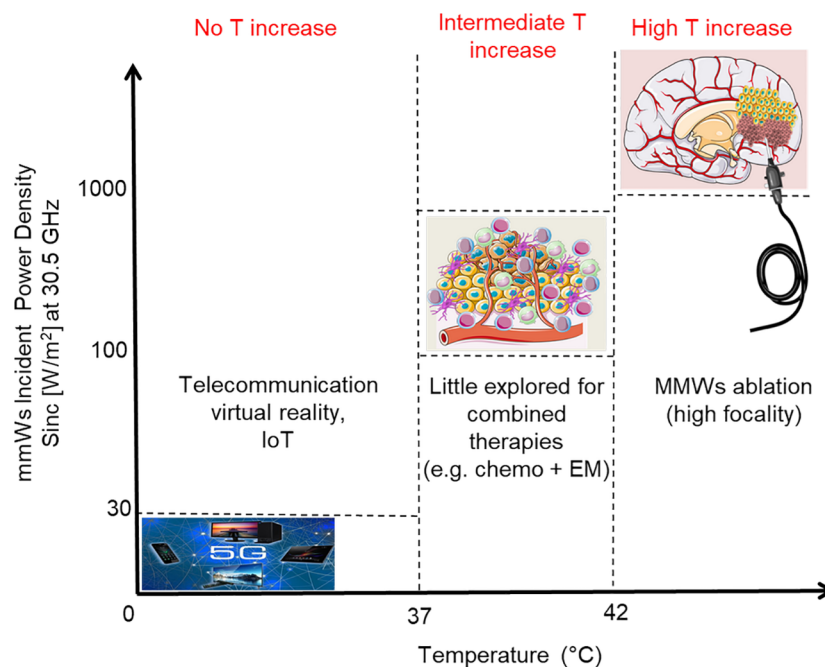 No T increase
Intermediate T
increase
High T increase
mmWs Incident Power Density
Sinc [W/m²] at 30.5 GHz
1000
100
30
0
Telecommunication
virtual reality,
IoT
Little explored for
combined
therapies
(e.g. chemo + EM)
MMWs ablation
(high focality)
5G
37
42
Temperature (°C)